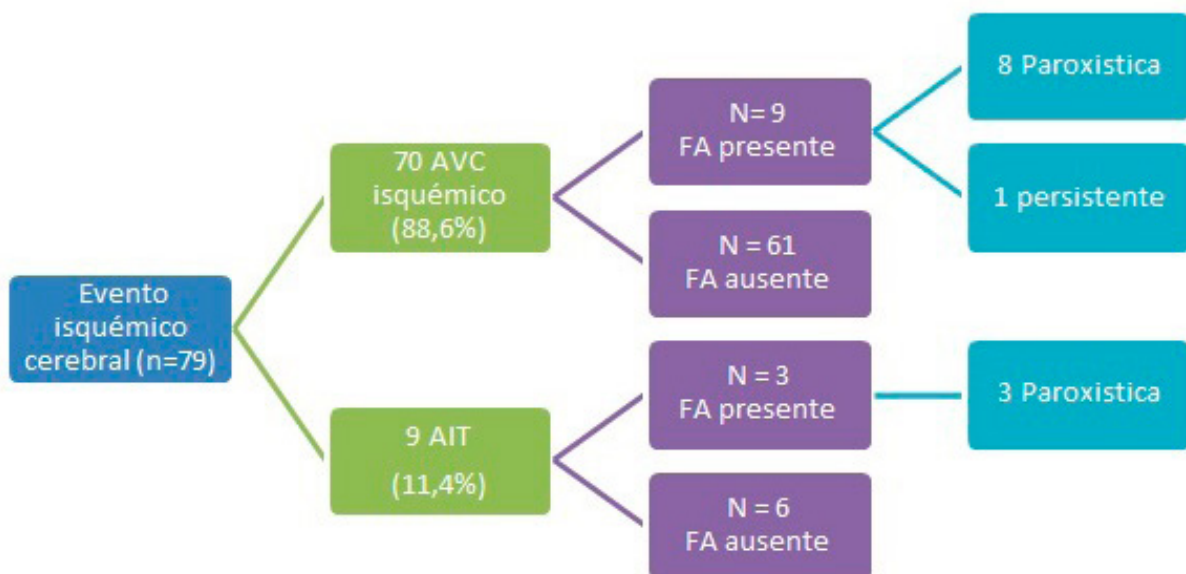 Evento
isquémico
cerebral (n=79)
70 AVC
isquémico
(88,6%)
9 AIT
(11,4%)
N= 9
FA presente
N = 61
FA ausente
N = 3
FA presente
N = 6
FA ausente
8 Paroxistica
1 persistente
3 Paroxistica